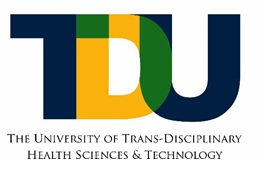 TDU
THE UNIVERSITY OF TRANS-DISCIPLINARY
HEALTH SCIENCES & TECHNOLOGY